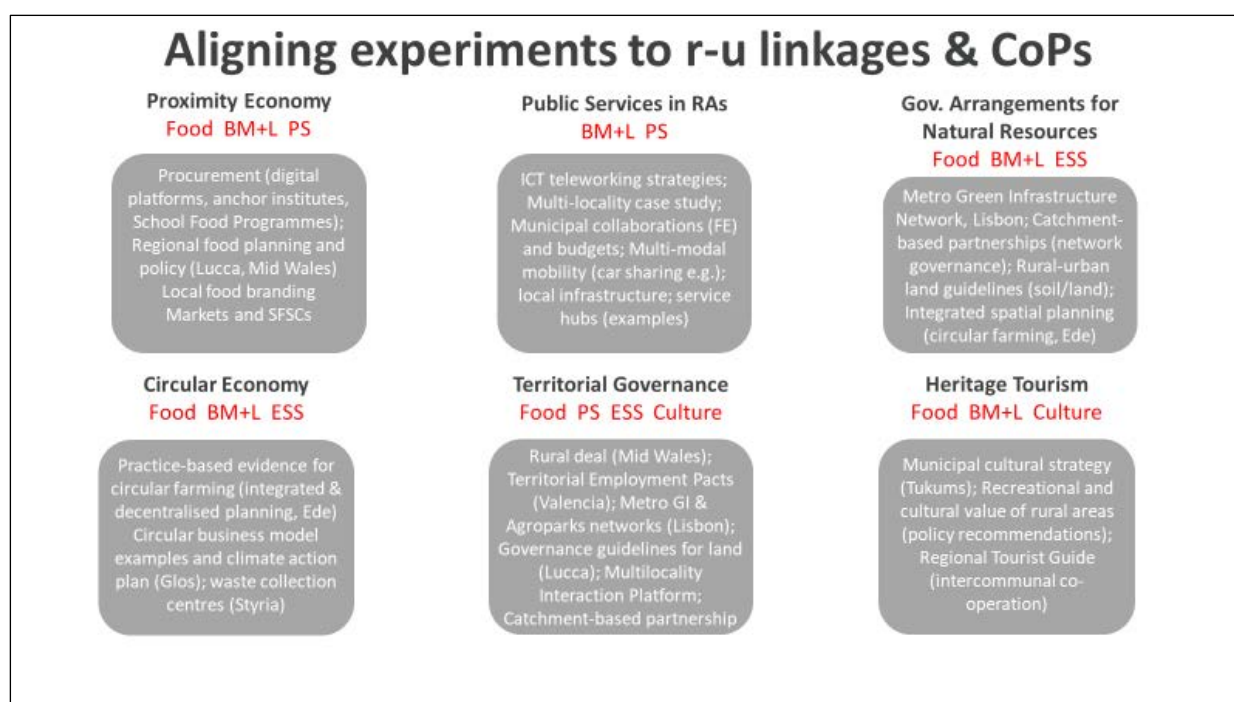 Aligning experiments to r-u linkages & CoPs
Proximity Economy
Food BM+L PS
Procurement (digital
platforms, anchor institutes,
School Food Programmes);
Regional food planning and
policy (Lucca, Mid Wales)
Local food branding
Markets and SFSCs
Public Services in RAs
BM+L PS
ICT teleworking strategies;
Multi-locality case study;
Municipal collaborations (FE)
and budgets; Multi-modal
mobility (car sharing e.g.);
local infrastructure; service
hubs (examples)
Gov. Arrangements for
Natural Resources
Food BM+L ESS
Metro Green Infrastructure
Network, Lisbon; Catchment-
based partnerships (network
governance); Rural-urban
land guidelines (soil/land);
Integrated spatial planning
(circular farming, Ede)
Circular Economy
Food BM+L ESS
Practice-based evidence for
circular farming (integrated &
decentralised planning, Ede)
Circular business model
examples and climate action
plan (Glos); waste collection
centres (Styria)
Territorial Governance
Food PS ESS Culture
Rural deal (Mid Wales);
Territorial Employment Pacts
(Valencia); Metro GI &
Agroparks networks (Lisbon);
Governance guidelines for land
(Lucca); Multilocality
Interaction Platform;
Catchment-based partnership
Heritage Tourism
Food BM+L Culture
Municipal cultural strategy
(Tukums); Recreational and
cultural value of rural areas
(policy recommendations);
Regional Tourist Guide
(intercommunal co-
operation)